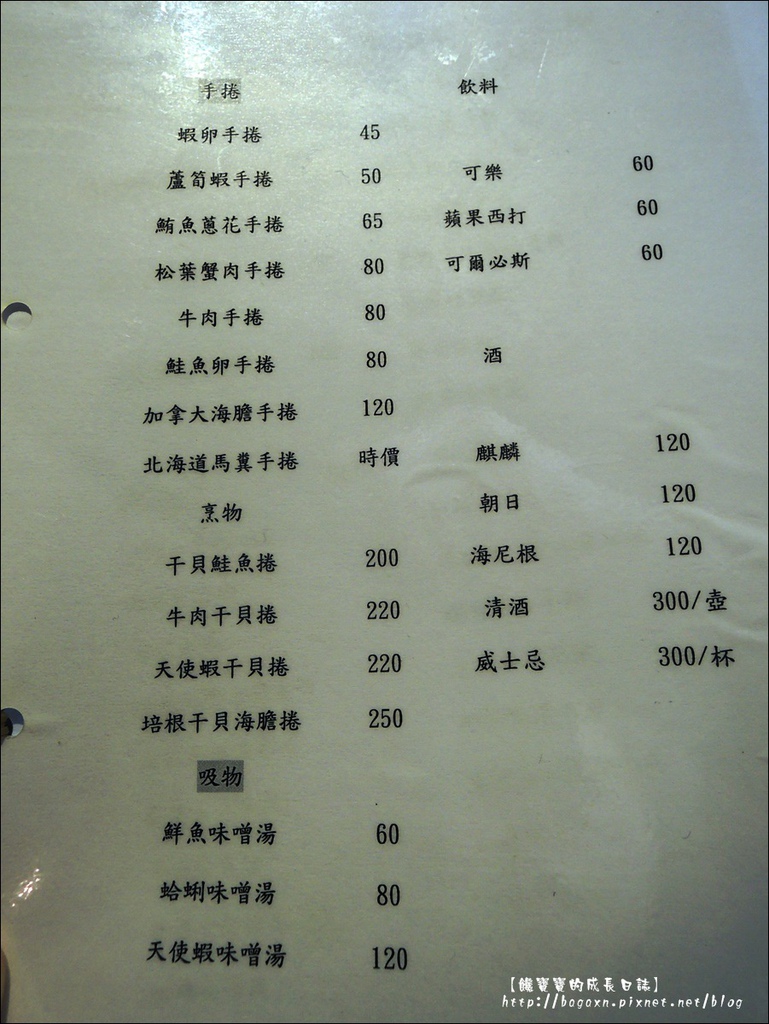 手捲
蝦卵手捲 45
蘆筍蝦手捲 50
鮪魚蔥花手捲 65
松葉蟹肉手捲 80
牛肉手捲 80
鮭魚卵手捲 80
加拿大海膽手捲 120
北海道馬糞手捲 時價
烹物
干貝鮭魚捲 200
牛肉干貝捲 220
天使蝦干貝捲 220
培根干貝海膽捲 250
吸物
鮮魚味噌湯 60
蛤蜊味噌湯 80
天使蝦味噌湯 120
飲料
可樂 60
蘋果西打 60
可爾必斯 60
酒
麒麟 120
朝日 120
海尼根 120
清酒 300/壺
威士忌 300/杯
寶寶的成長日誌】
http://bogoxn.pixnet.net/blog